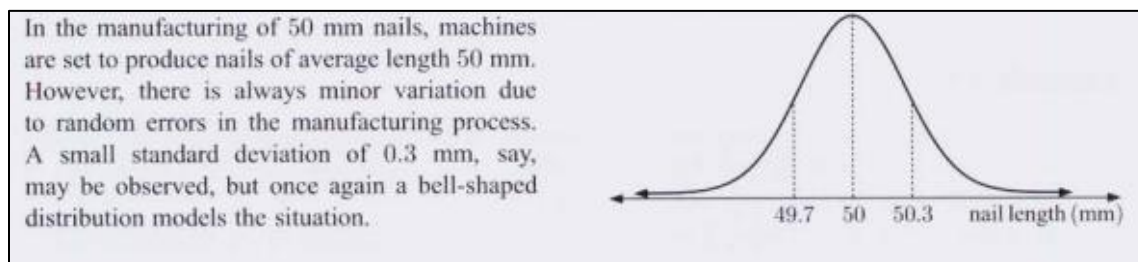 In the manufacturing of 50 mm nails, machines
are set to produce nails of average length 50 mm.
However, there is always minor variation due
to random errors in the manufacturing process.
A small standard deviation of 0.3 mm, say,
may be observed, but once again a bell-shaped
distribution models the situation.
49.7 50 50.3 nail length (mm)